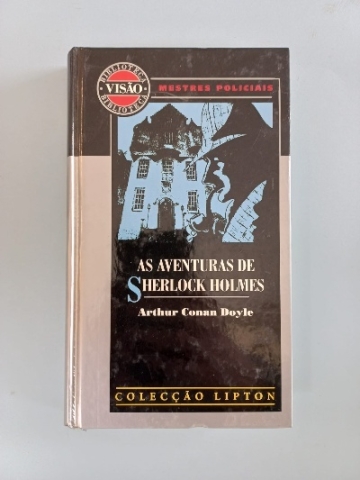 BIBLIOTECA
VISÃO
BIBLIOTECA
MESTRES POLICIAIS
AS AVENTURAS DE
SHERLOCK HOLMES
Arthur Conan Doyle
COLECÇÃO LIPTON